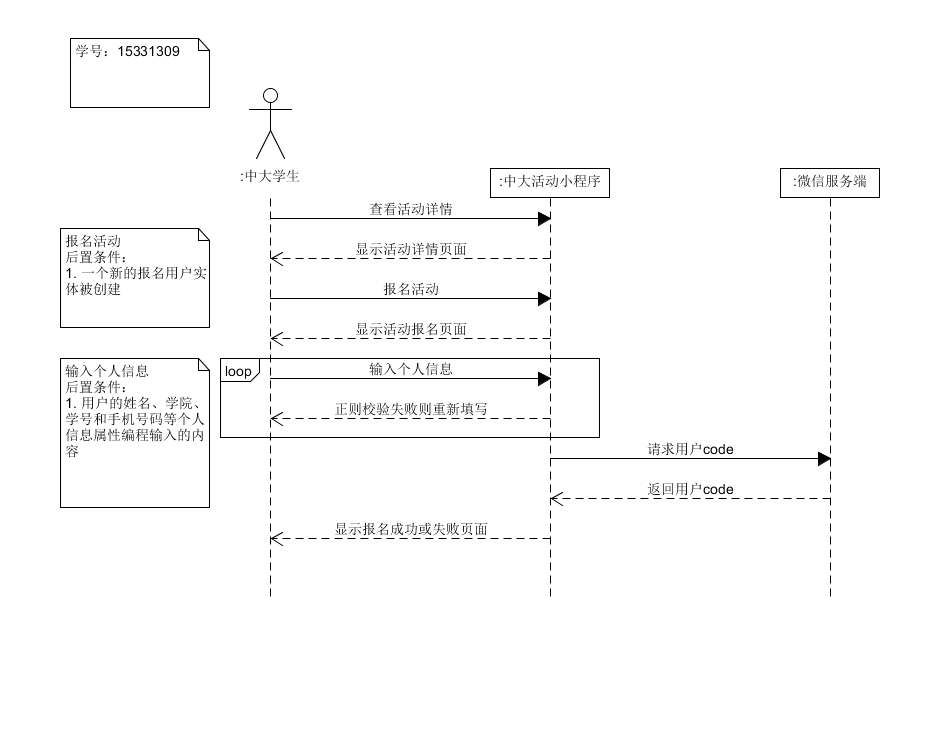 学号：15331309
:中大学生
:中大活动小程序
:微信服务端
查看活动详情
报名活动
后置条件：
1. 一个新的报名用户实
体被创建
显示活动详情页面
报名活动
显示活动报名页面
输入个人信息
后置条件：
1. 用户的姓名、学院、
学号和手机号码等个人
信息属性编程输入的内
容
loop
输入个人信息
正则校验失败则重新填写
请求用户code
返回用户code
显示报名成功或失败页面